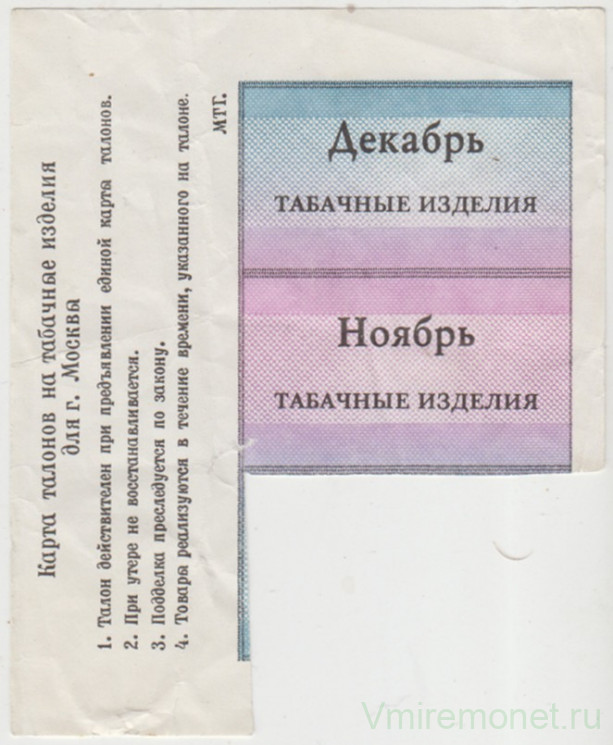 Карта талонов на табачные изделия
для г. Москвы
1. Талон действителен при предъявлении единой карты талонов.
2. При утере не восстанавливается.
3. Подделка преследуется по закону.
4. Товары реализуются в течение времени, указанного на талоне.
МТГ.
Декабрь
ТАБАЧНЫЕ ИЗДЕЛИЯ
Ноябрь
ТАБАЧНЫЕ ИЗДЕЛИЯ
Vmiremonet.ru